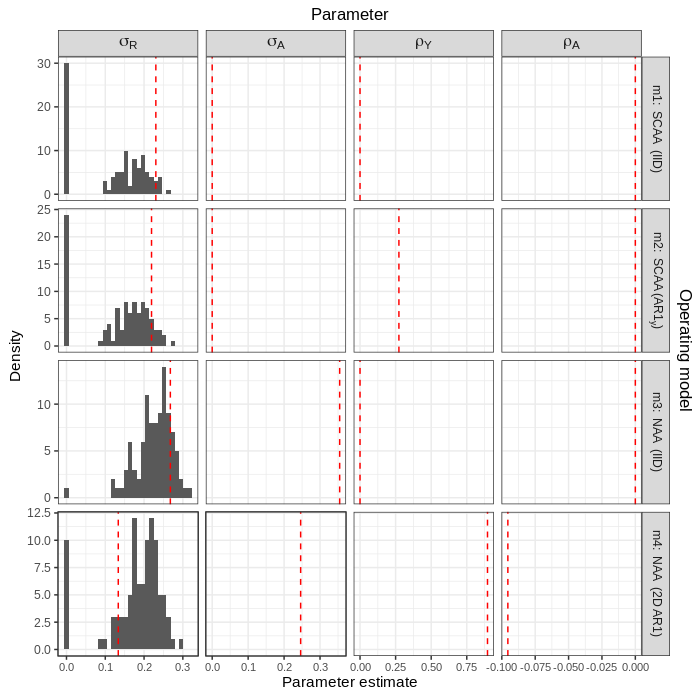 Parameter
σR σA ρY ρA
30
20
10
0
m1: SCAA (IID)
25
20
15
10
5
0
m2: SCAA (AR1y)
10
5
0
m3: NAA (IID)
12.5
10.0
7.5
5.0
2.5
0.0
m4: NAA (2D AR1)
Density
Operating model
0.0 0.1 0.2 0.3 0.0 0.1 0.2 0.3 0.00 0.25 0.50 0.75 -0.100 -0.075 -0.050 -0.025 0.000
Parameter estimate